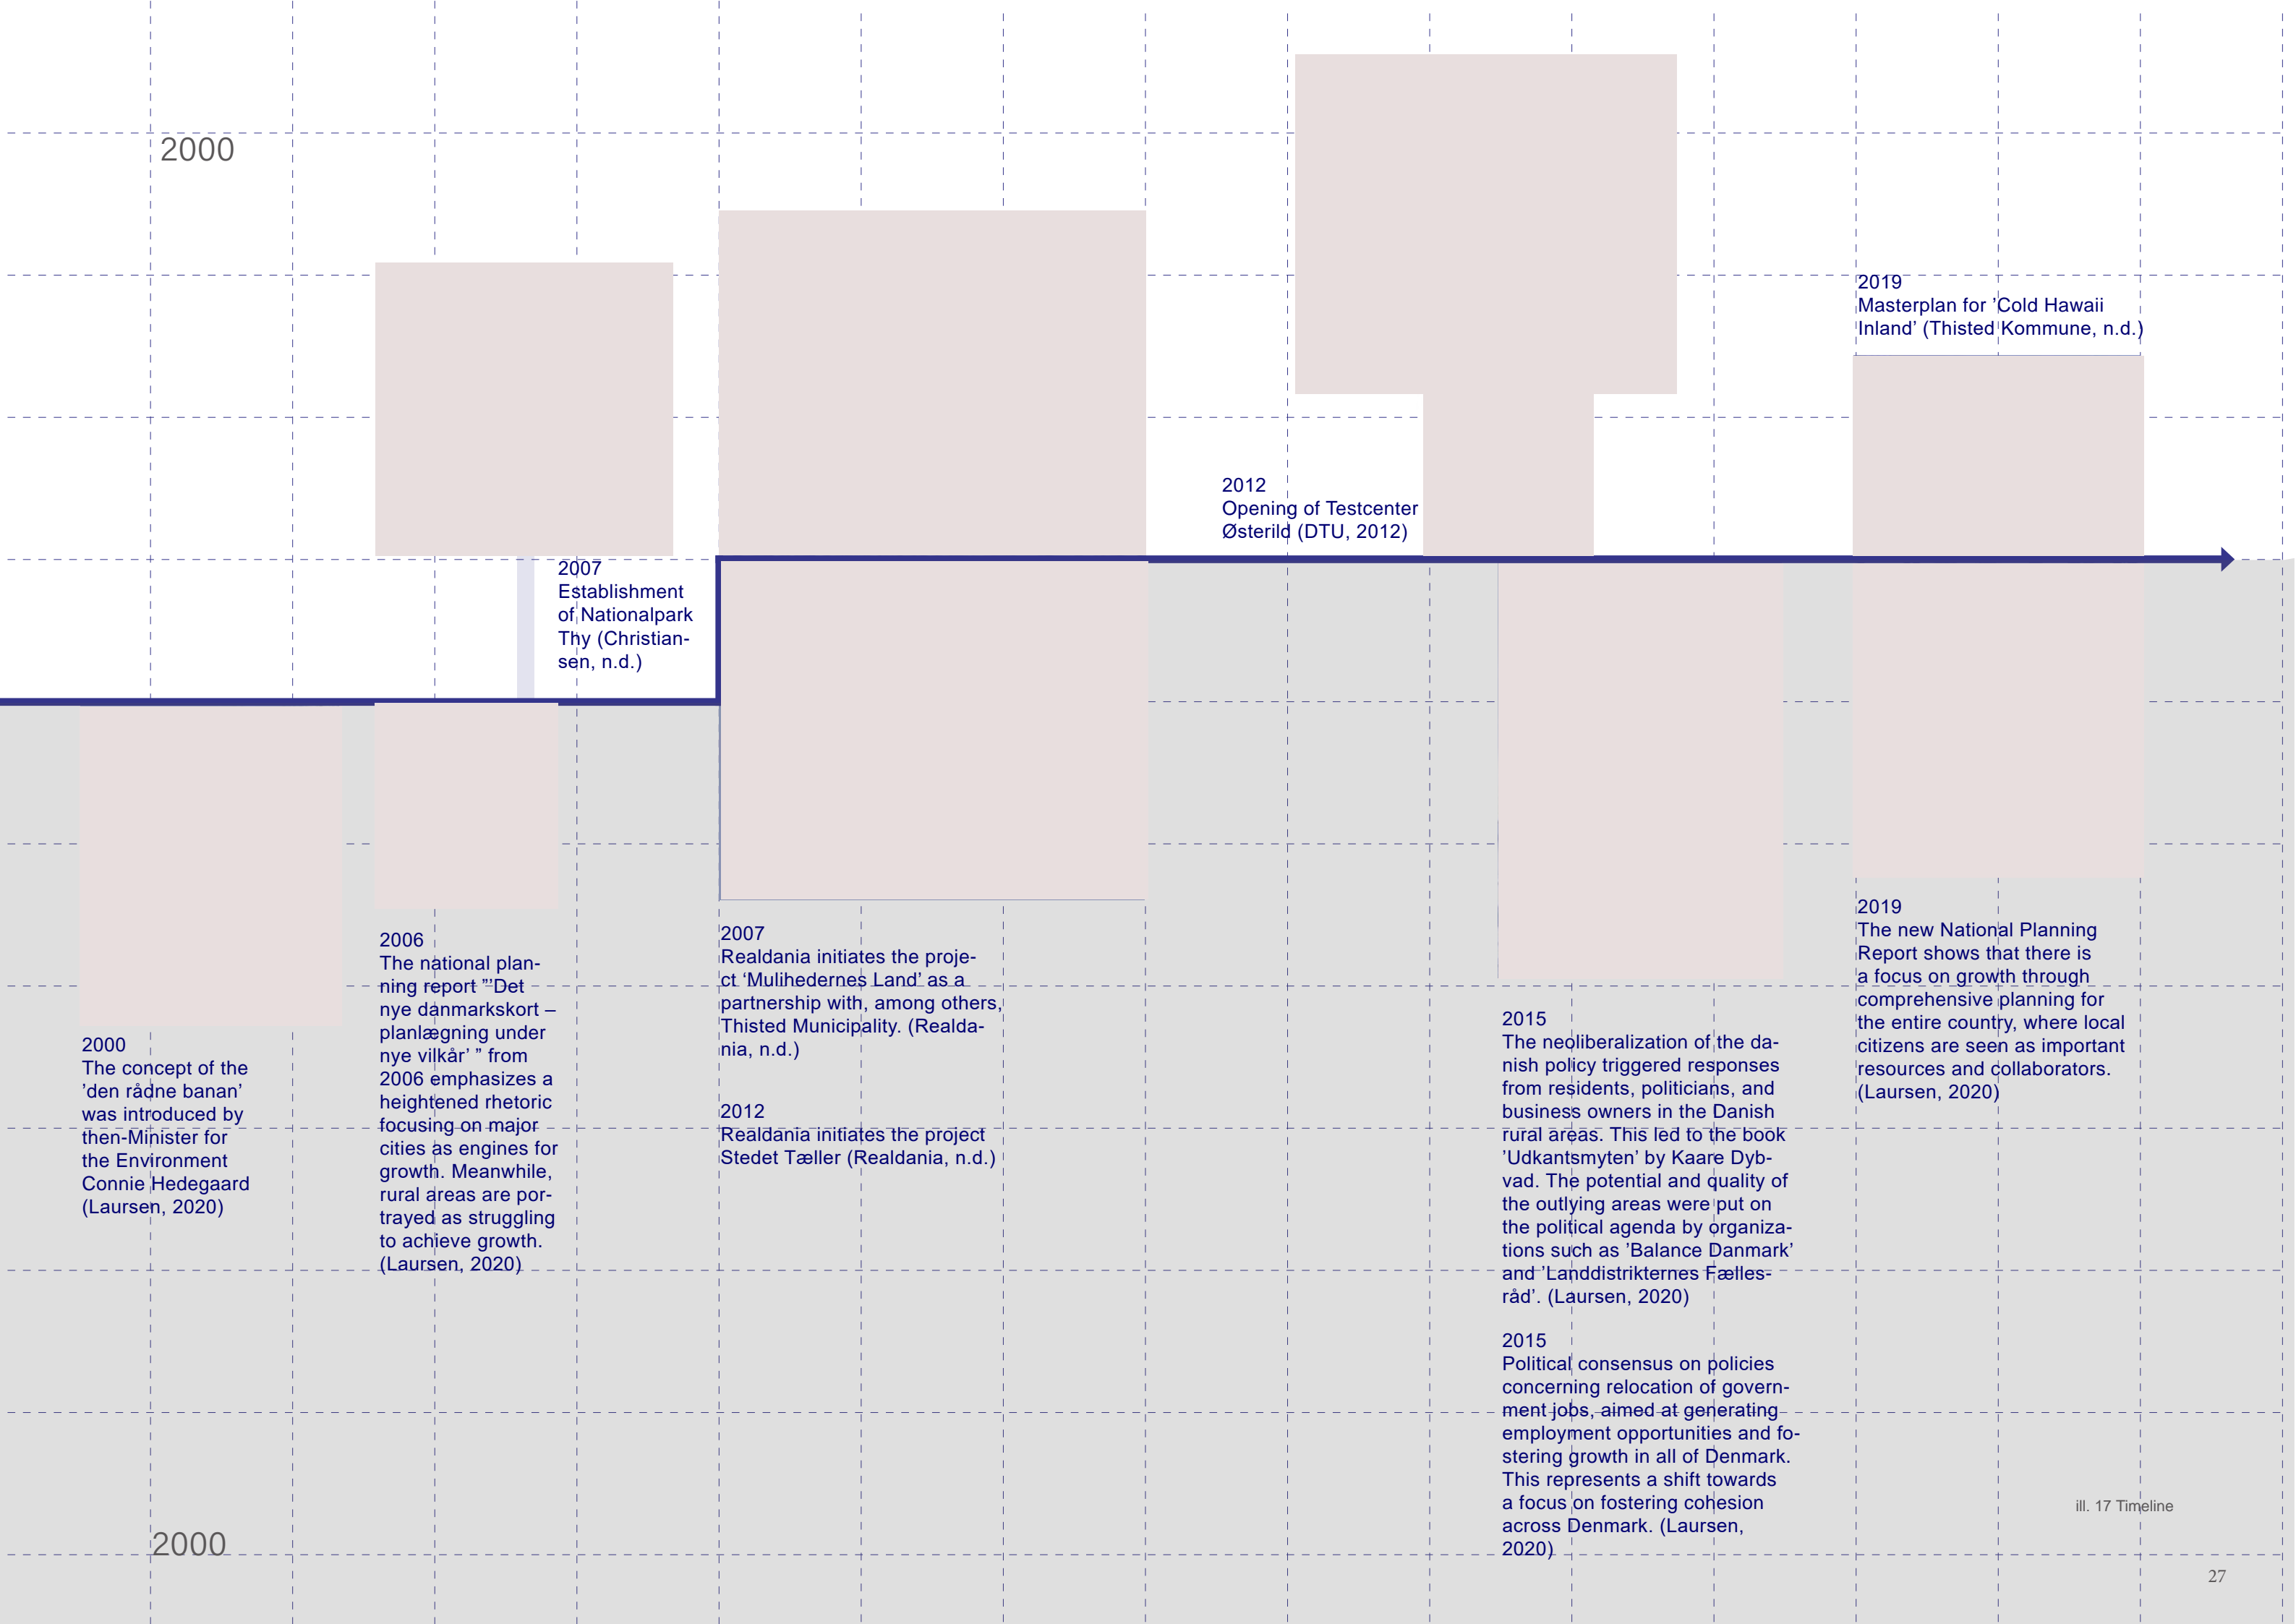 2000
2019
Masterplan for ’Cold Hawaii
Inland’ (Thisted Kommune, n.d.)
2012
Opening of Testcenter
Østerild (DTU, 2012)
2007
Establishment
of Nationalpark
Thy (Christian-
sen, n.d.)
2000
The concept of the
’den rådne banan’
was introduced by
then-Minister for
the Environment
Connie Hedegaard
(Laursen, 2020)
2006
The national plan-
ning report ”’Det
nye danmarkskort –
planlægning under
nye vilkår’ ” from
2006 emphasizes a
heightened rhetoric
focusing on major
cities as engines for
growth. Meanwhile,
rural areas are por-
trayed as struggling
to achieve growth.
(Laursen, 2020)
2007
Realdania initiates the proje-
ct ‘Mulihedernes Land’ as a
partnership with, among others,
Thisted Municipality. (Realda-
nia, n.d.)
2012
Realdania initiates the project
Stedet Tæller (Realdania, n.d.)
2015
The neoliberalization of the da-
nish policy triggered responses
from residents, politicians, and
business owners in the Danish
rural areas. This led to the book
’Udkantsmyten’ by Kaare Dyb-
vad. The potential and quality of
the outlying areas were put on
the political agenda by organiza-
tions such as ’Balance Danmark’
and ’Landdistrikternes Fælles-
råd’. (Laursen, 2020)
2015
Political consensus on policies
concerning relocation of govern-
ment jobs, aimed at generating
employment opportunities and fo-
stering growth in all of Denmark.
This represents a shift towards
a focus on fostering cohesion
across Denmark. (Laursen,
2020)
2019
The new National Planning
Report shows that there is
a focus on growth through
comprehensive planning for
the entire country, where local
citizens are seen as important
resources and collaborators.
(Laursen, 2020)
ill. 17 Timeline
2000
27